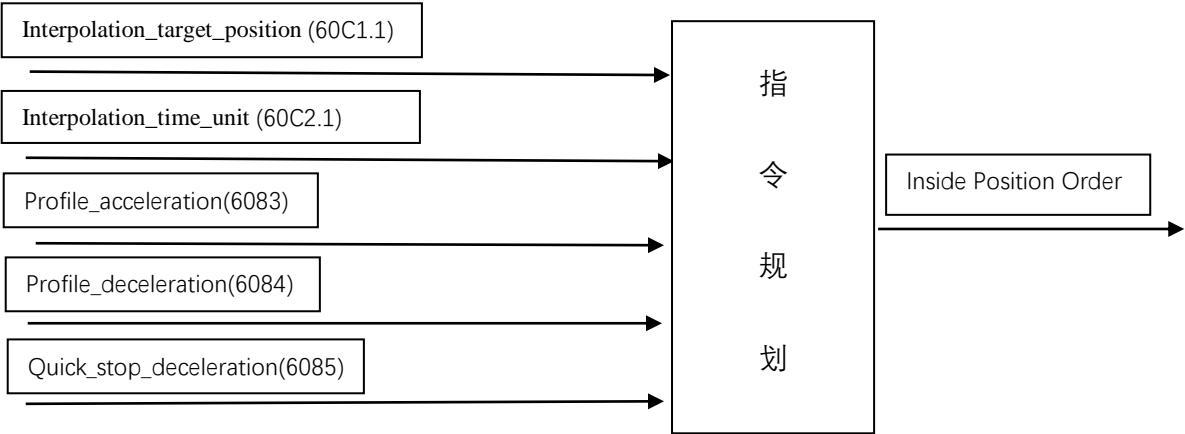 Interpolation_target_position (60C1.1)
Interpolation_time_unit (60C2.1)
Profile_acceleration(6083)
Profile_deceleration(6084)
Quick_stop_deceleration(6085)
指
令
规
划
Inside Position Order